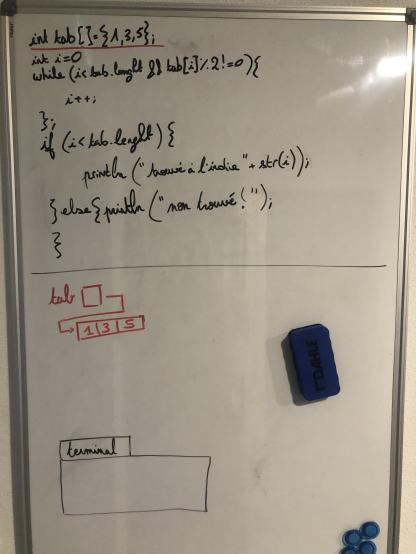 int tab[]={1,3,5};
int i=0
while (i<tab.lenght && tab[i]%2!=0){
i++;
};
if (i<tab.lenght){
println("trouvé à l'indice"+str(i));
}else{println("non trouvé!");
}
tab
1 3 5
DAHLE
terminal